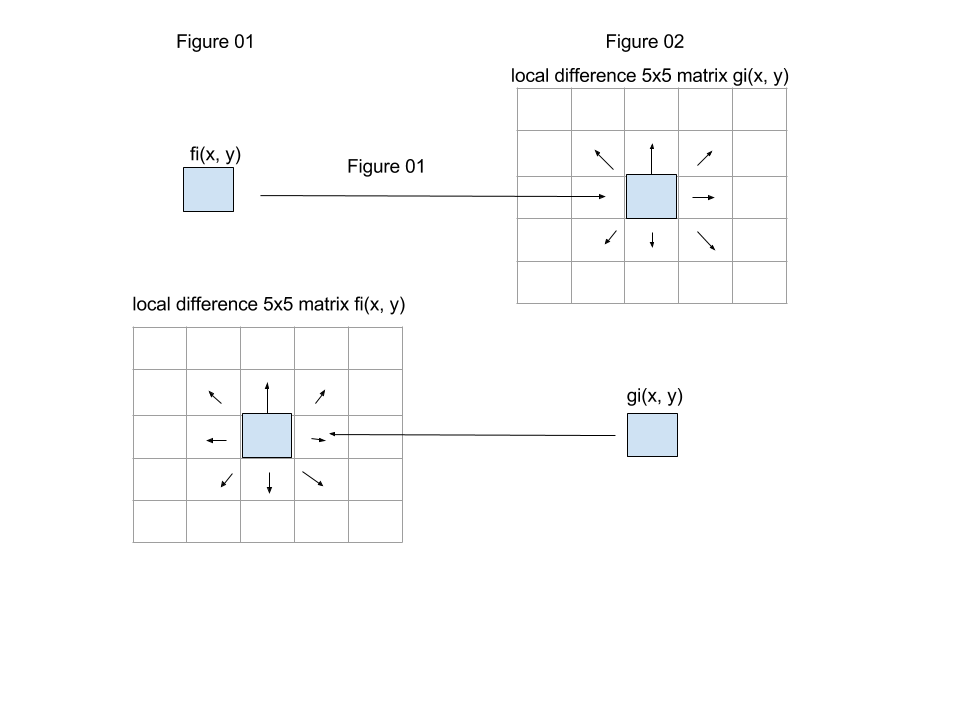 Figure 01
Figure 02
local difference 5x5 matrix gi(x, y)
fi(x, y)
Figure 01
local difference 5x5 matrix fi(x, y)
gi(x, y)